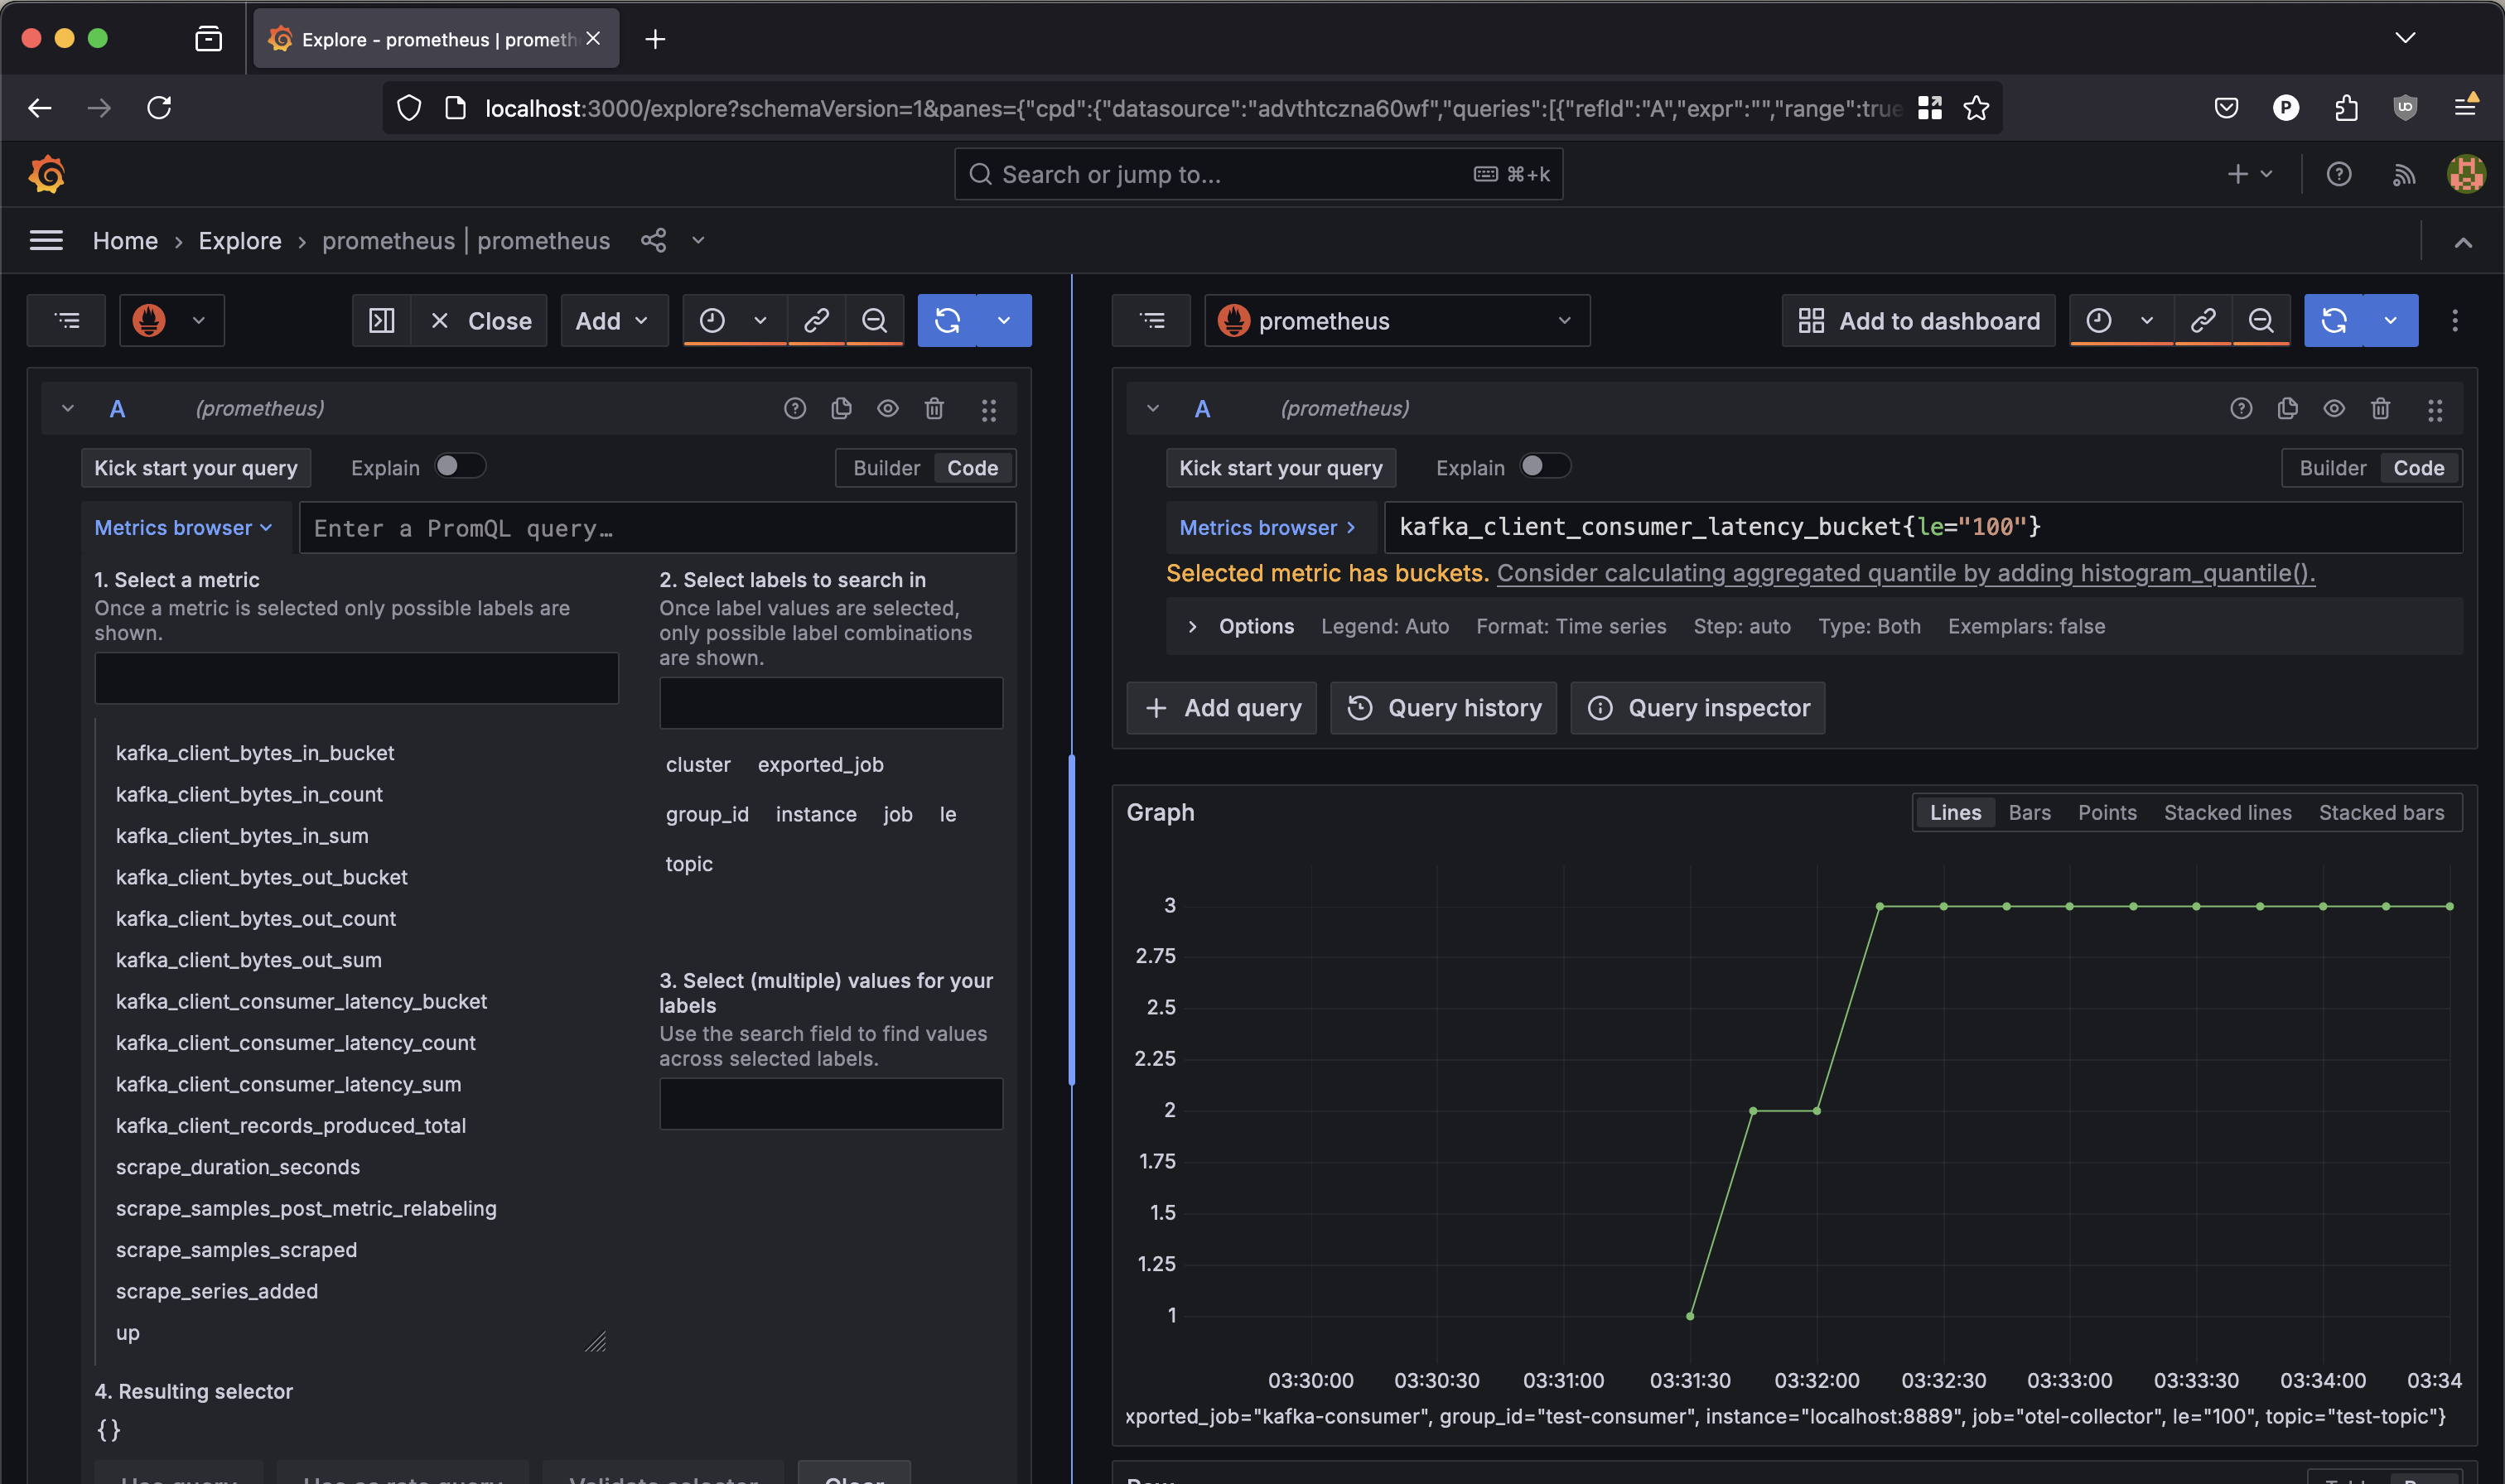 Explore - prometheus | prometh
localhost:3000/explore?schemaVersion=1&panes={"cpd":{"datasource":"advthtczna60wf","queries":[{"refId":"A","expr":"","range":true
Search or jump to...
⌘+k
Home › Explore › prometheus | prometheus
Close
Add
A (prometheus)
Kick start your query
Explain
Builder
Code
Metrics browser
Enter a PromQL query…
1. Select a metric
Once a metric is selected only possible labels are
shown.
kafka_client_bytes_in_bucket
kafka_client_bytes_in_count
kafka_client_bytes_in_sum
kafka_client_bytes_out_bucket
kafka_client_bytes_out_count
kafka_client_bytes_out_sum
kafka_client_consumer_latency_bucket
kafka_client_consumer_latency_count
kafka_client_consumer_latency_sum
kafka_client_records_produced_total
scrape_duration_seconds
scrape_samples_post_metric_relabeling
scrape_samples_scraped
scrape_series_added
up
2. Select labels to search in
Once label values are selected,
only possible label combinations
are shown.
cluster exported_job
group_id instance job le
topic
3. Select (multiple) values for your
labels
Use the search field to find values
across selected labels.
4. Resulting selector
{}
Use query Use as rate query Validate selector Clear
prometheus
Add to dashboard
A (prometheus)
Kick start your query
Explain
Builder
Code
Metrics browser
kafka_client_consumer_latency_bucket{le="100"}
Selected metric has buckets. Consider calculating aggregated quantile by adding histogram_quantile().
Options Legend: Auto Format: Time series Step: auto Type: Both Exemplars: false
Add query
Query history
Query inspector
Graph
Lines Bars Points Stacked lines Stacked bars
3
2.75
2.5
2.25
2
1.75
1.5
1.25
1
03:30:00 03:30:30 03:31:00 03:31:30 03:32:00 03:32:30 03:33:00 03:33:30 03:34:00 03:34
xported_job="kafka-consumer", group_id="test-consumer", instance="localhost:8889", job="otel-collector", le="100", topic="test-topic"}